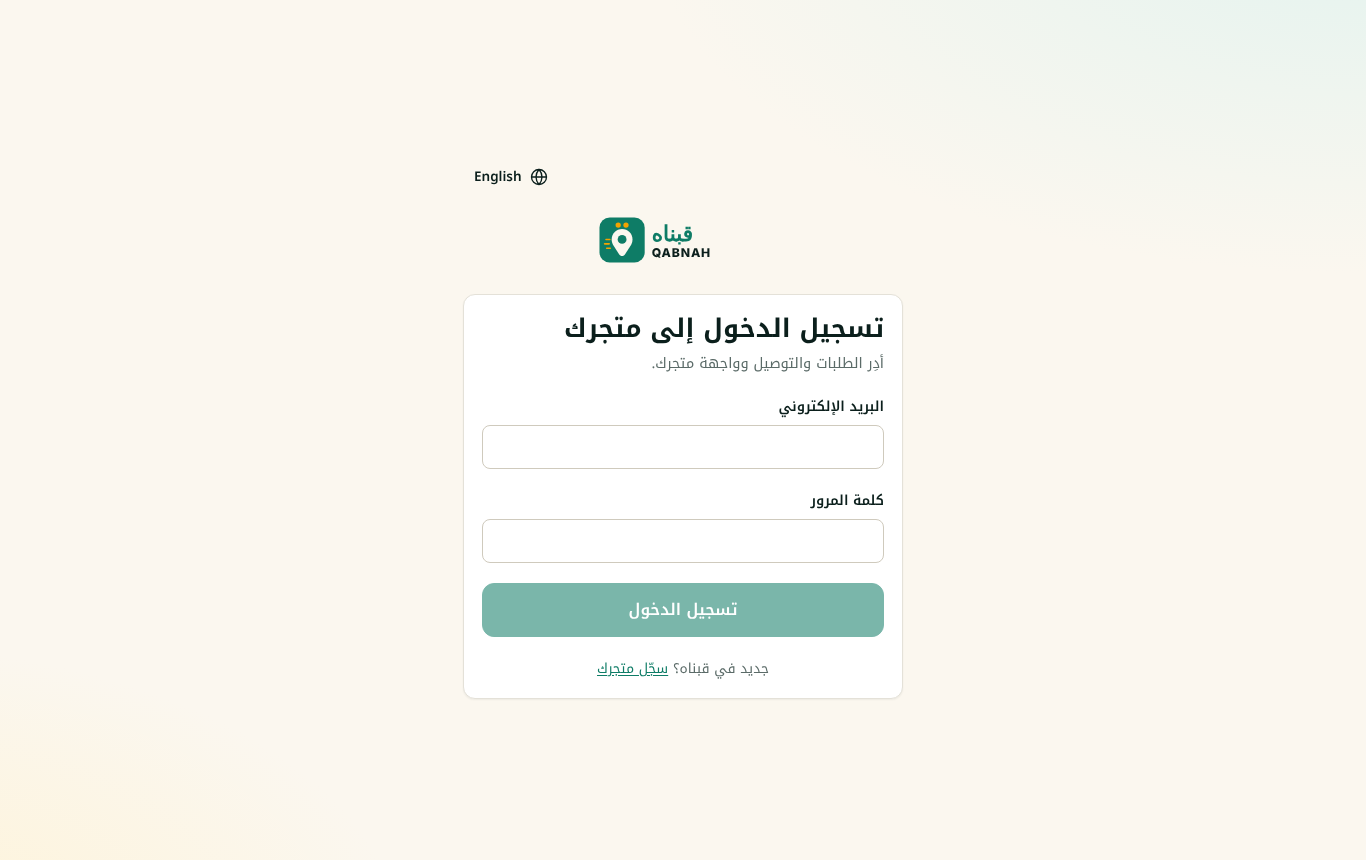 English
قبناه
QABNAH
تسجيل الدخول إلى متجرك
أدِر الطلبات والتوصيل وواجهة متجرك.
البريد الإلكتروني
كلمة المرور
تسجيل الدخول
جديد في قبناه؟ سجّل متجرك